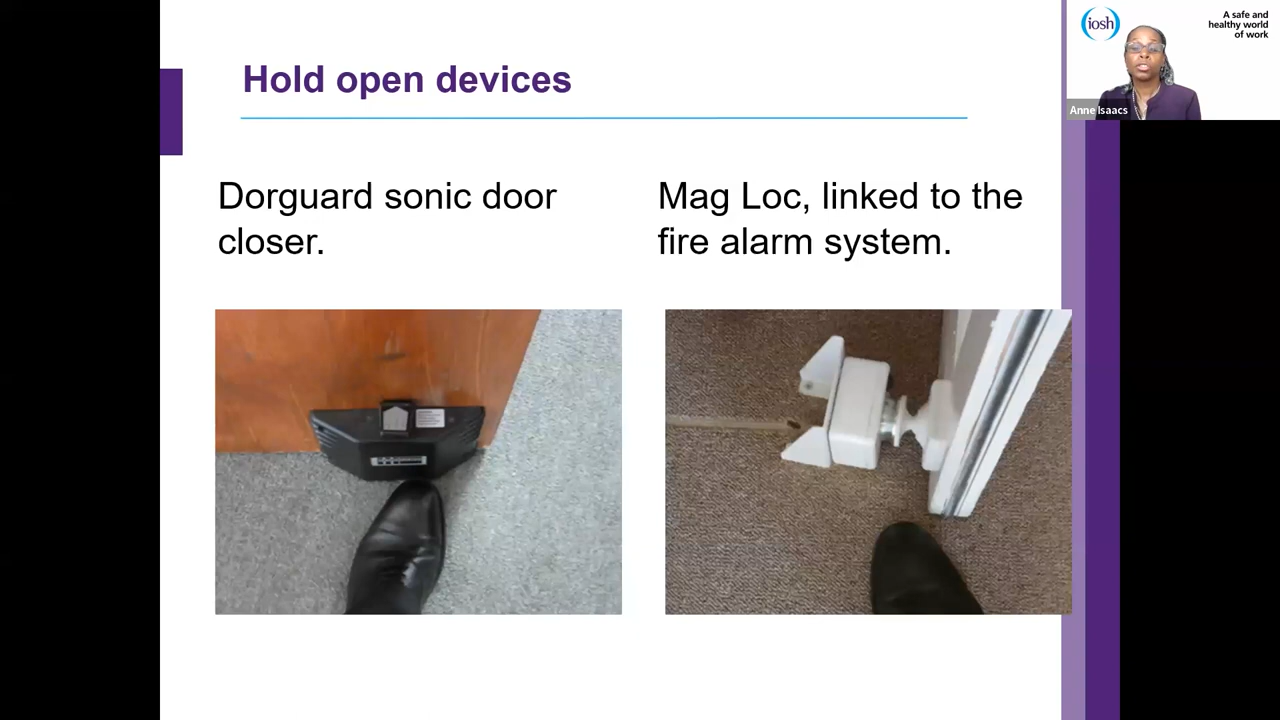 Hold open devices
iosh
A safe and
healthy world
of work
Anne Isaacs
Dorguard sonic door
closer.
Mag Loc, linked to the
fire alarm system.